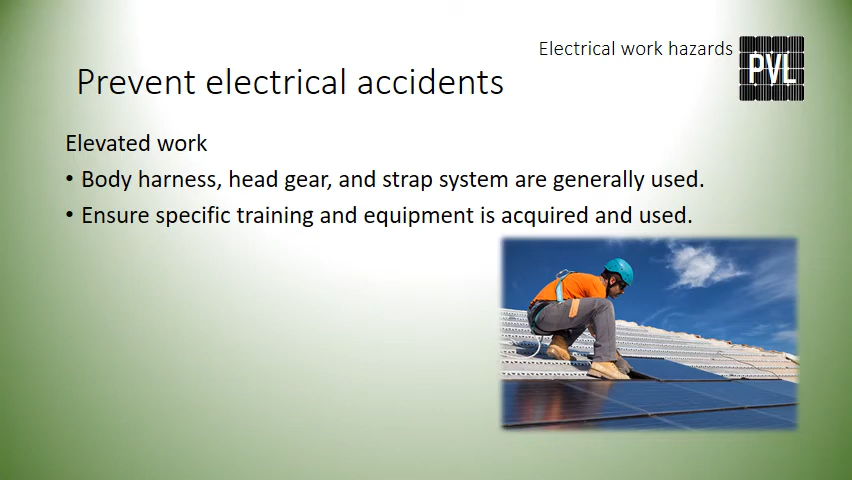 Electrical work hazards
PVL
Prevent electrical accidents
Elevated work
• Body harness, head gear, and strap system are generally used.
• Ensure specific training and equipment is acquired and used.